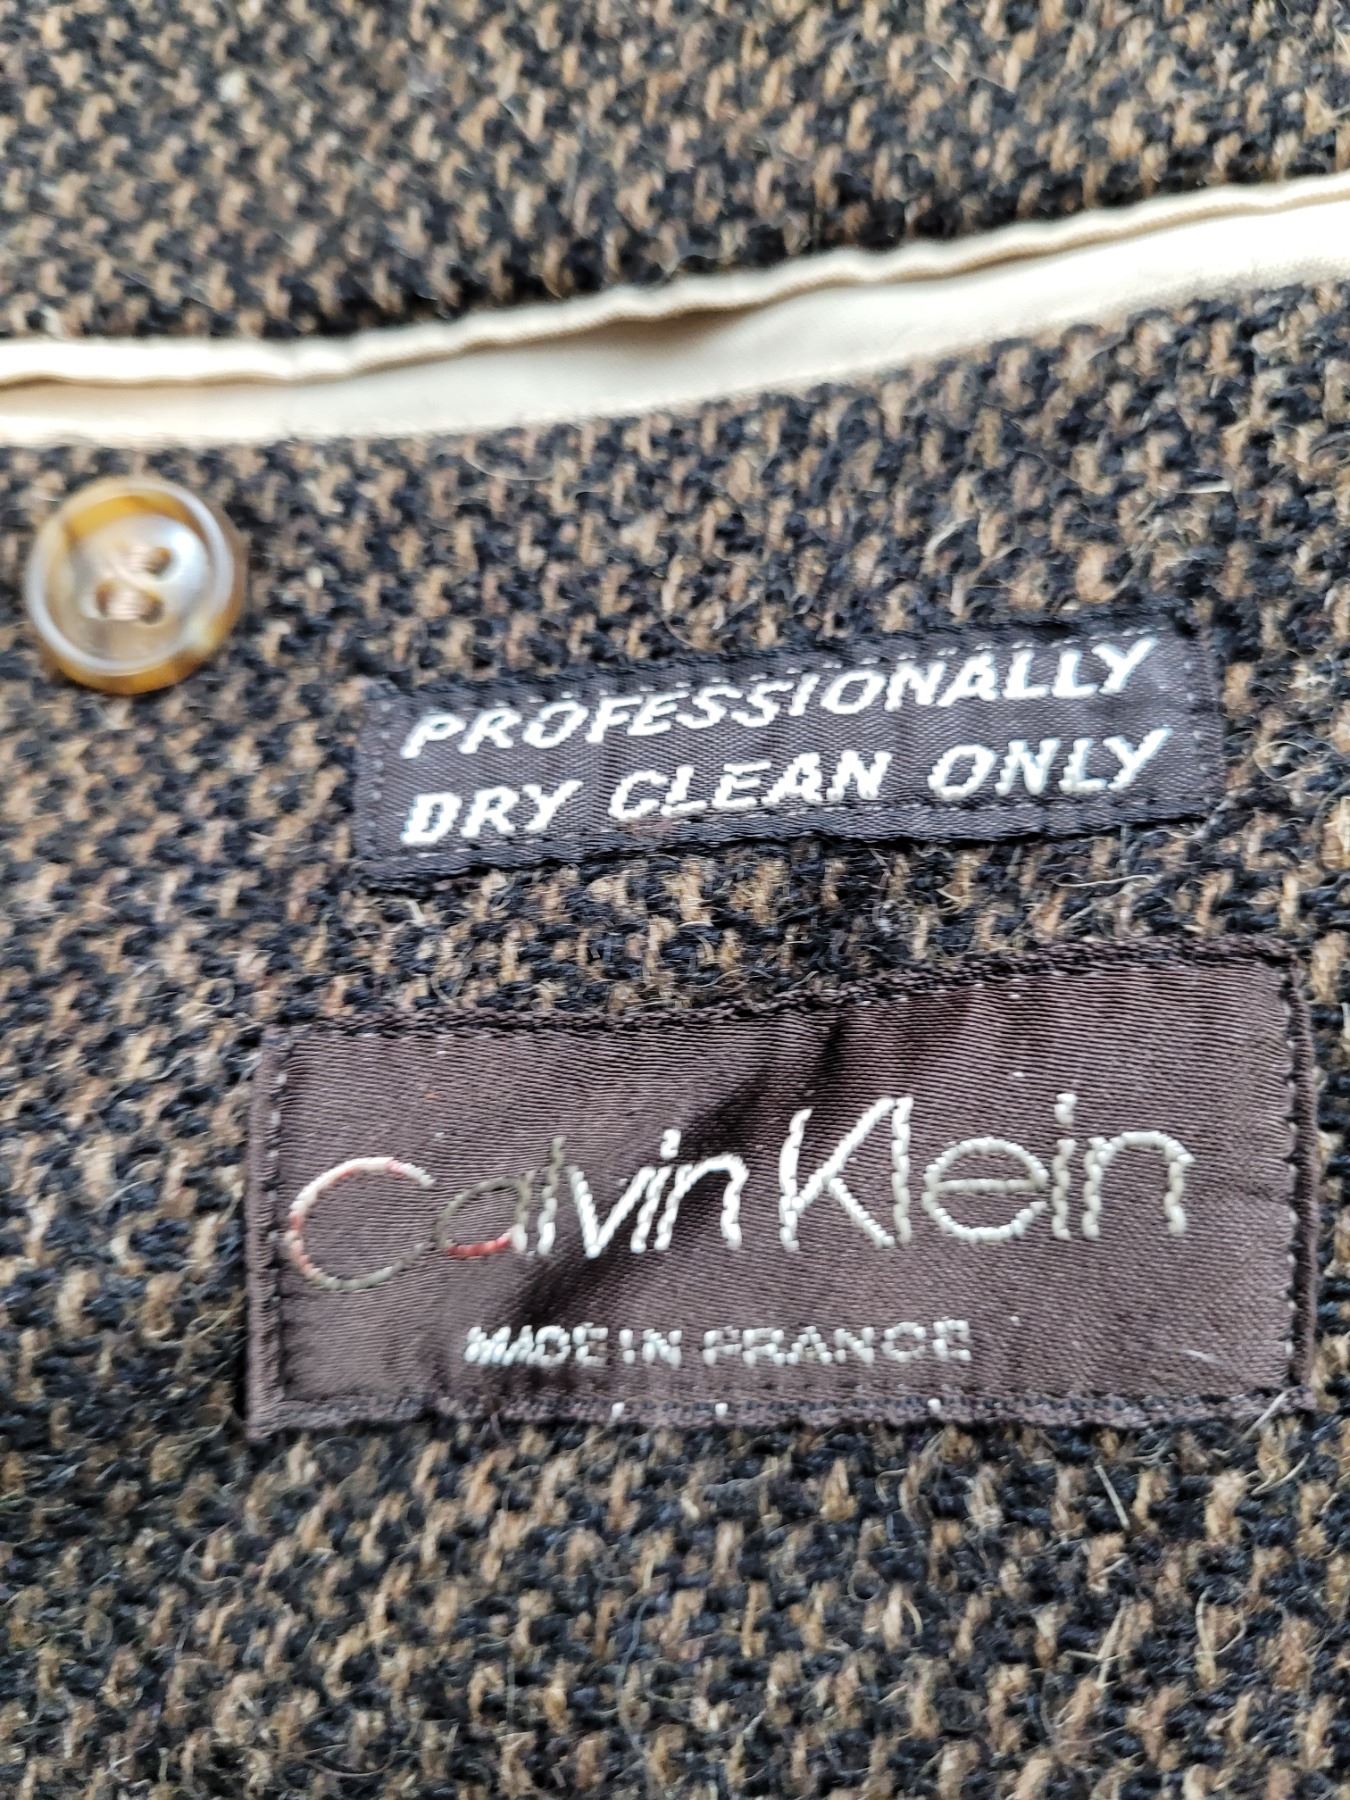 PROFESSIONALLY
DRY CLEAN ONLY
Calvin Klein
MADE IN FRANCE